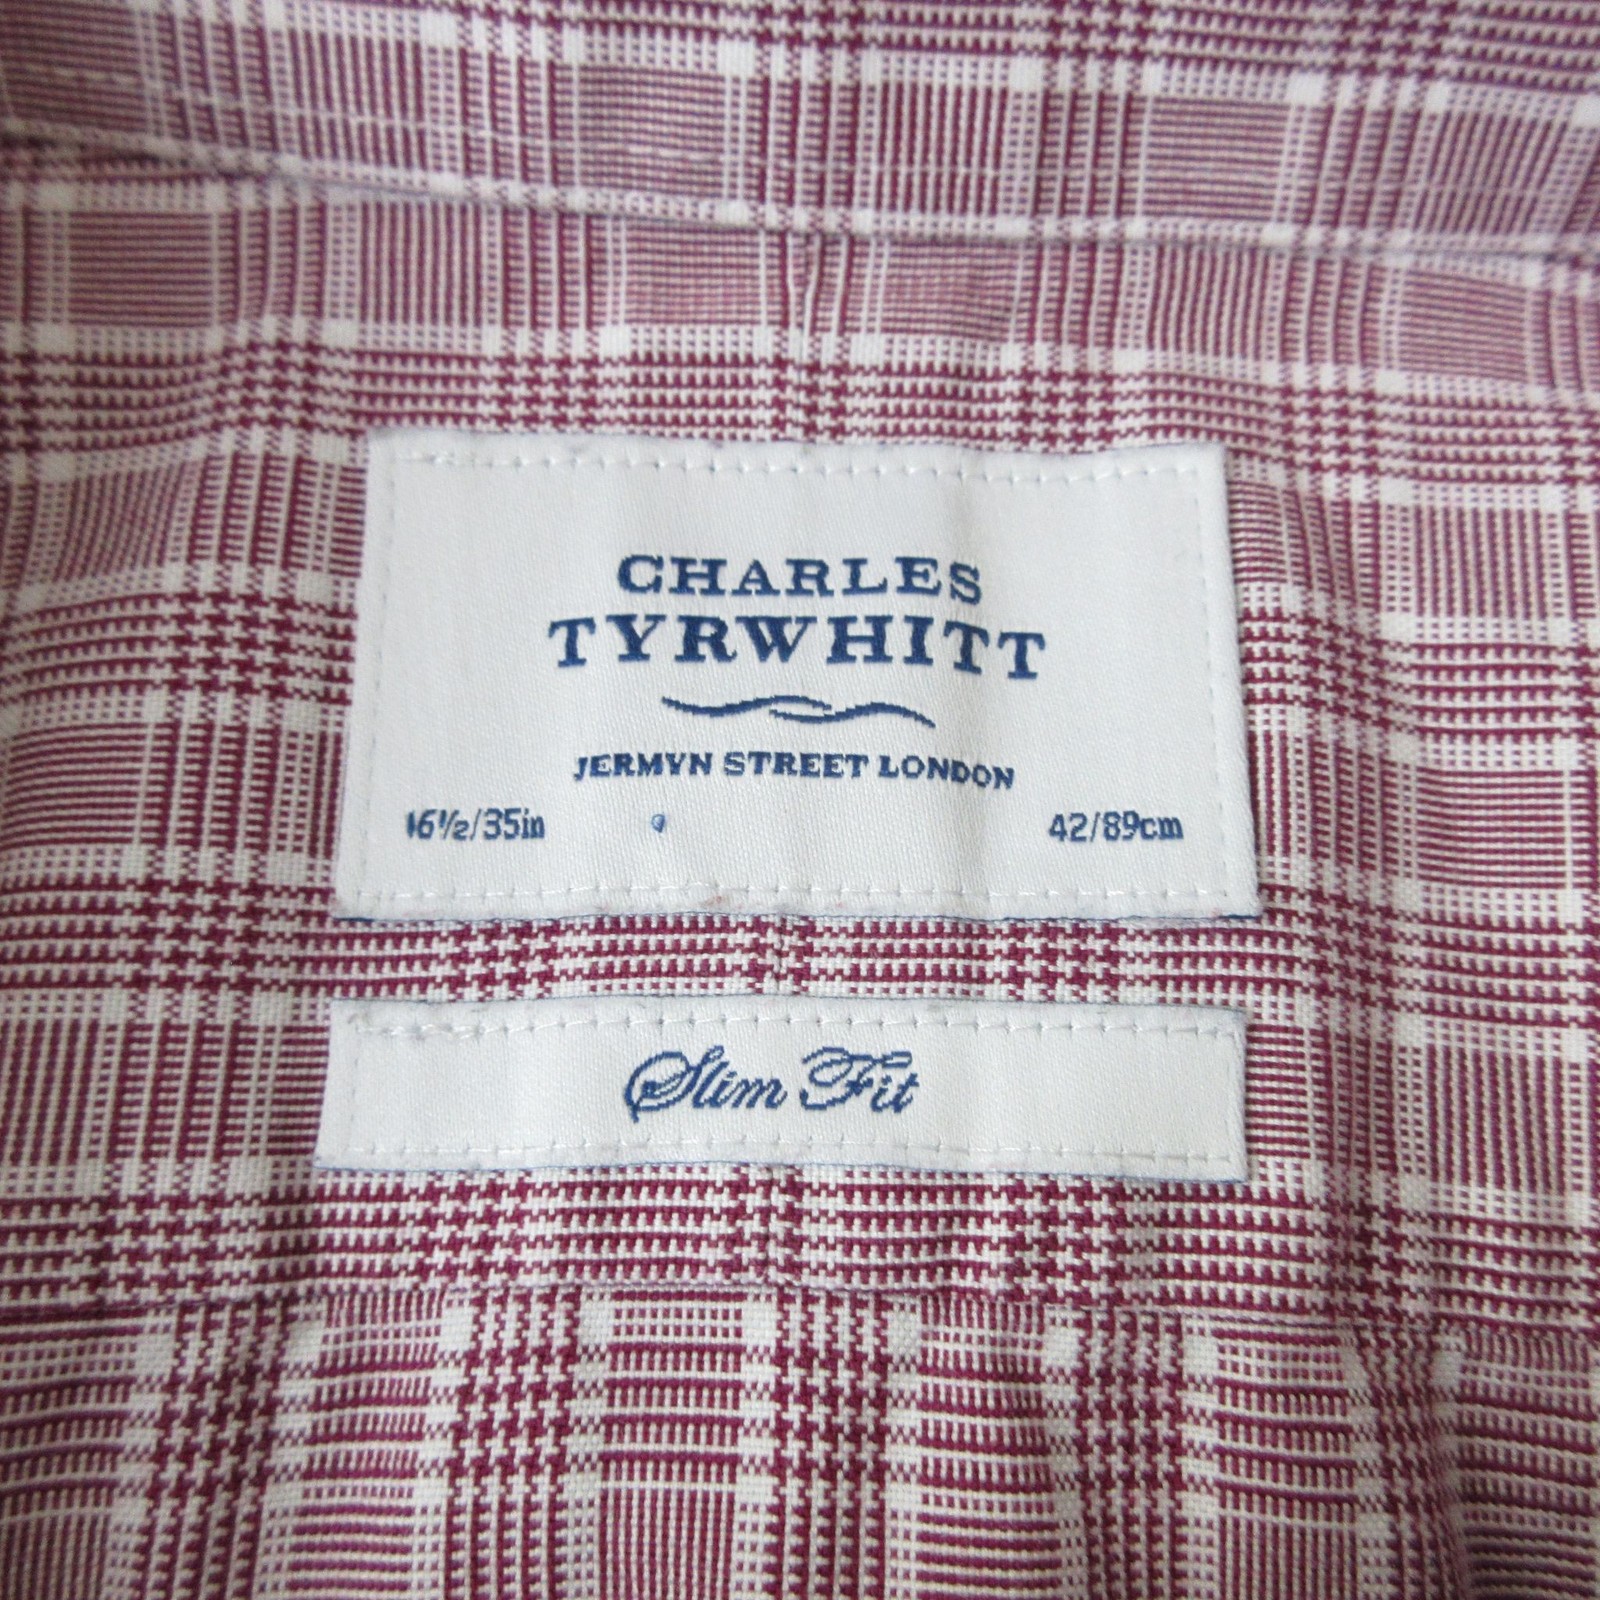 CHARLES
TYRWHITT
JERMYN STREET LONDON
16½/35in 42/89cm
Slim Fit